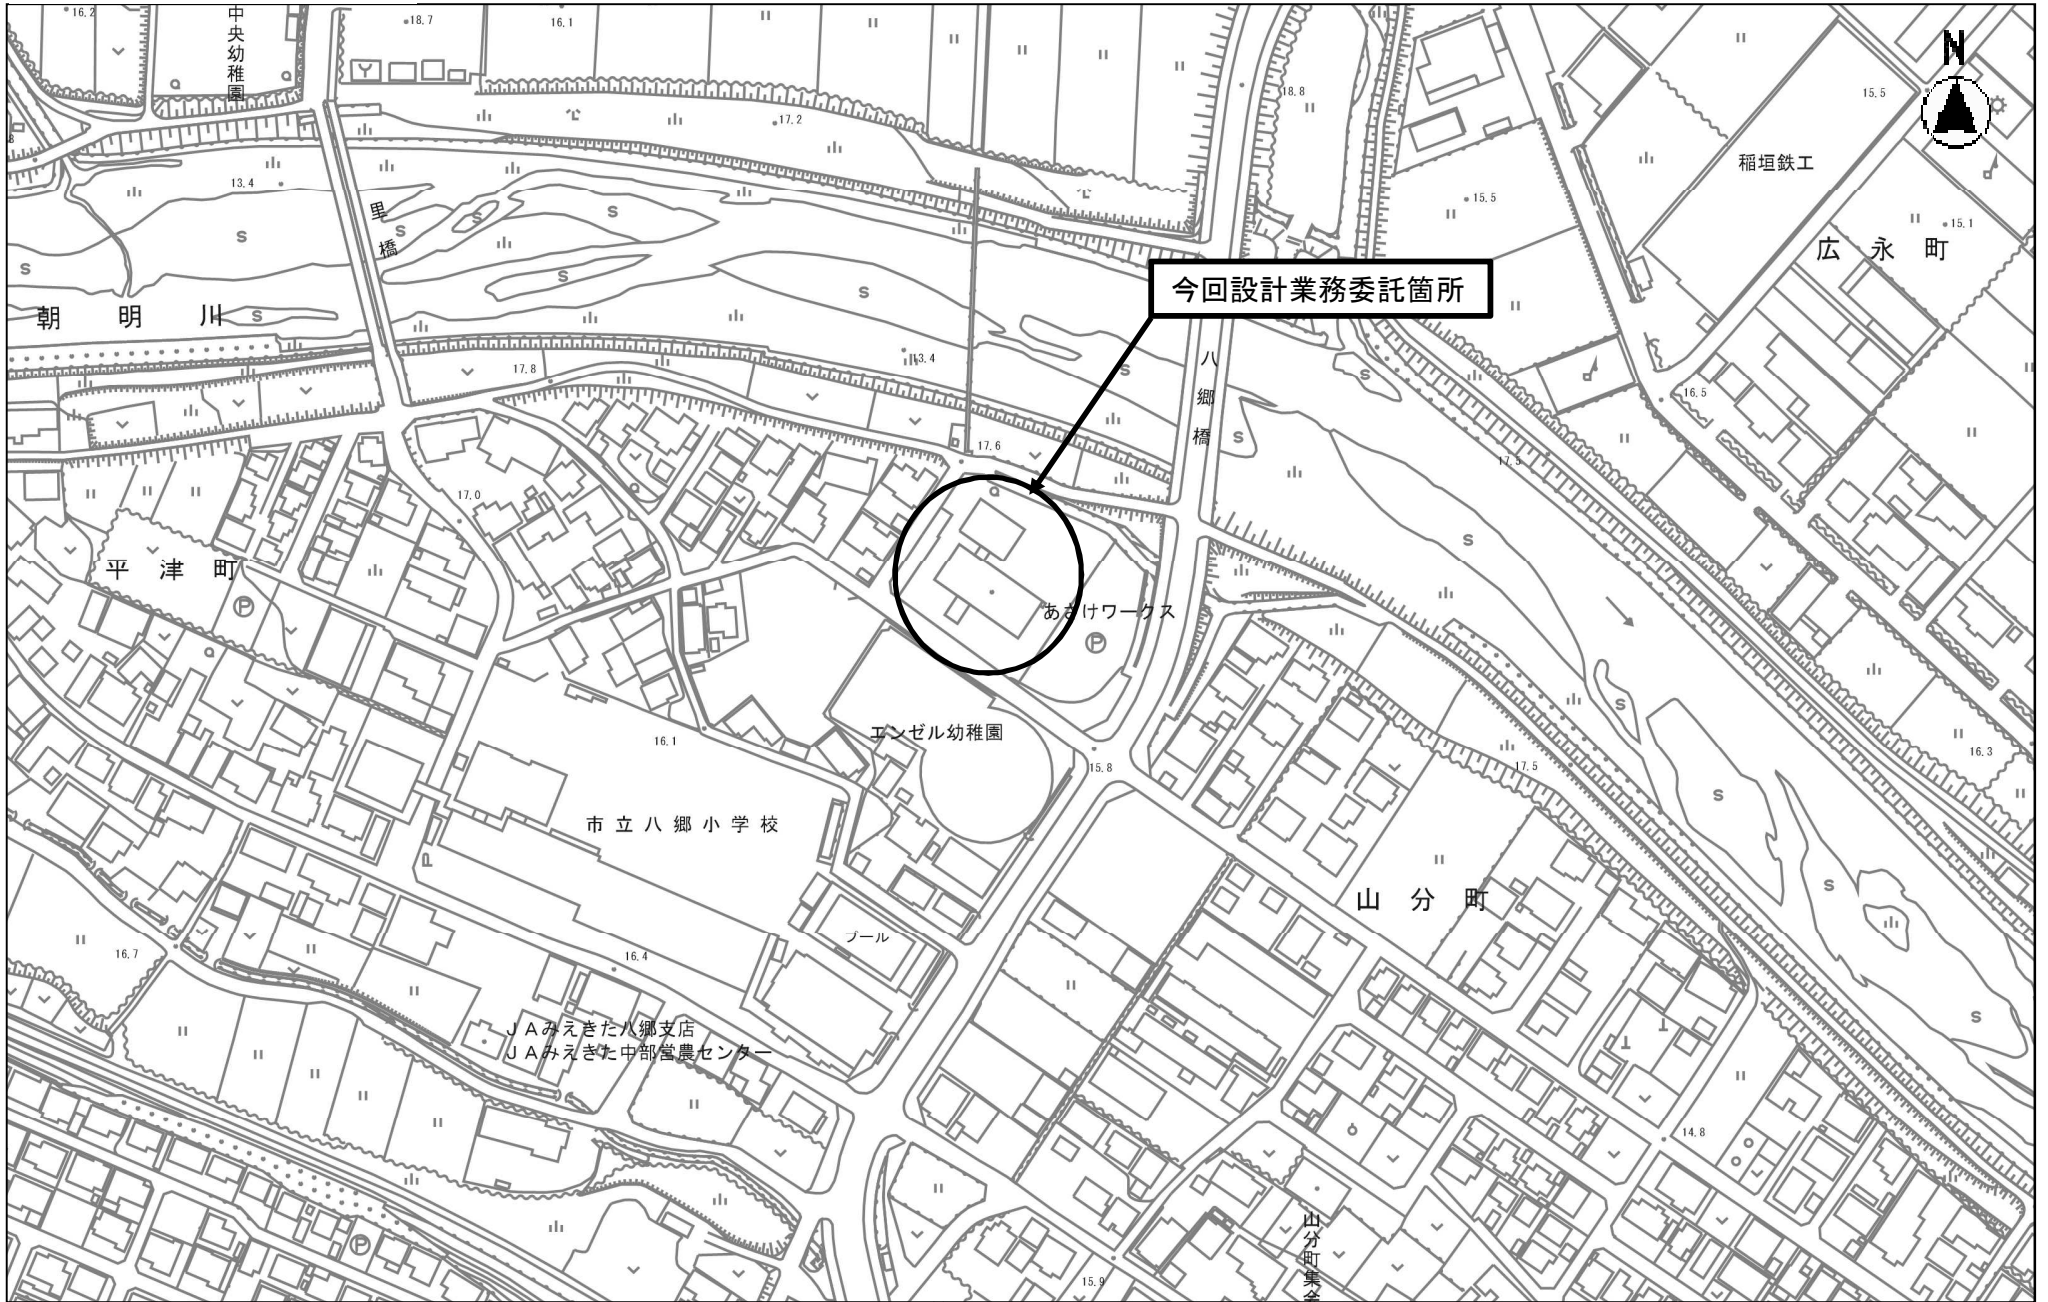 16.2
中央幼稚園
18.7
16.1
N
18.8
15.5
17.2
稲垣鉄工
13.4
里橋
15.5
15.1
広永町
今回設計業務委託箇所
朝明川
13.4
17.8
八郷橋
16.5
17.6
17.5
17.0
平津町
P
あさけワークス
P
エンゼル幼稚園
16.1
15.8
17.5
16.3
市立八郷小学校
山分町
プール
16.7
16.4
JAみえきた八郷支店
JAみえきた中部営農センター
14.8
山分町集会
P
15.9